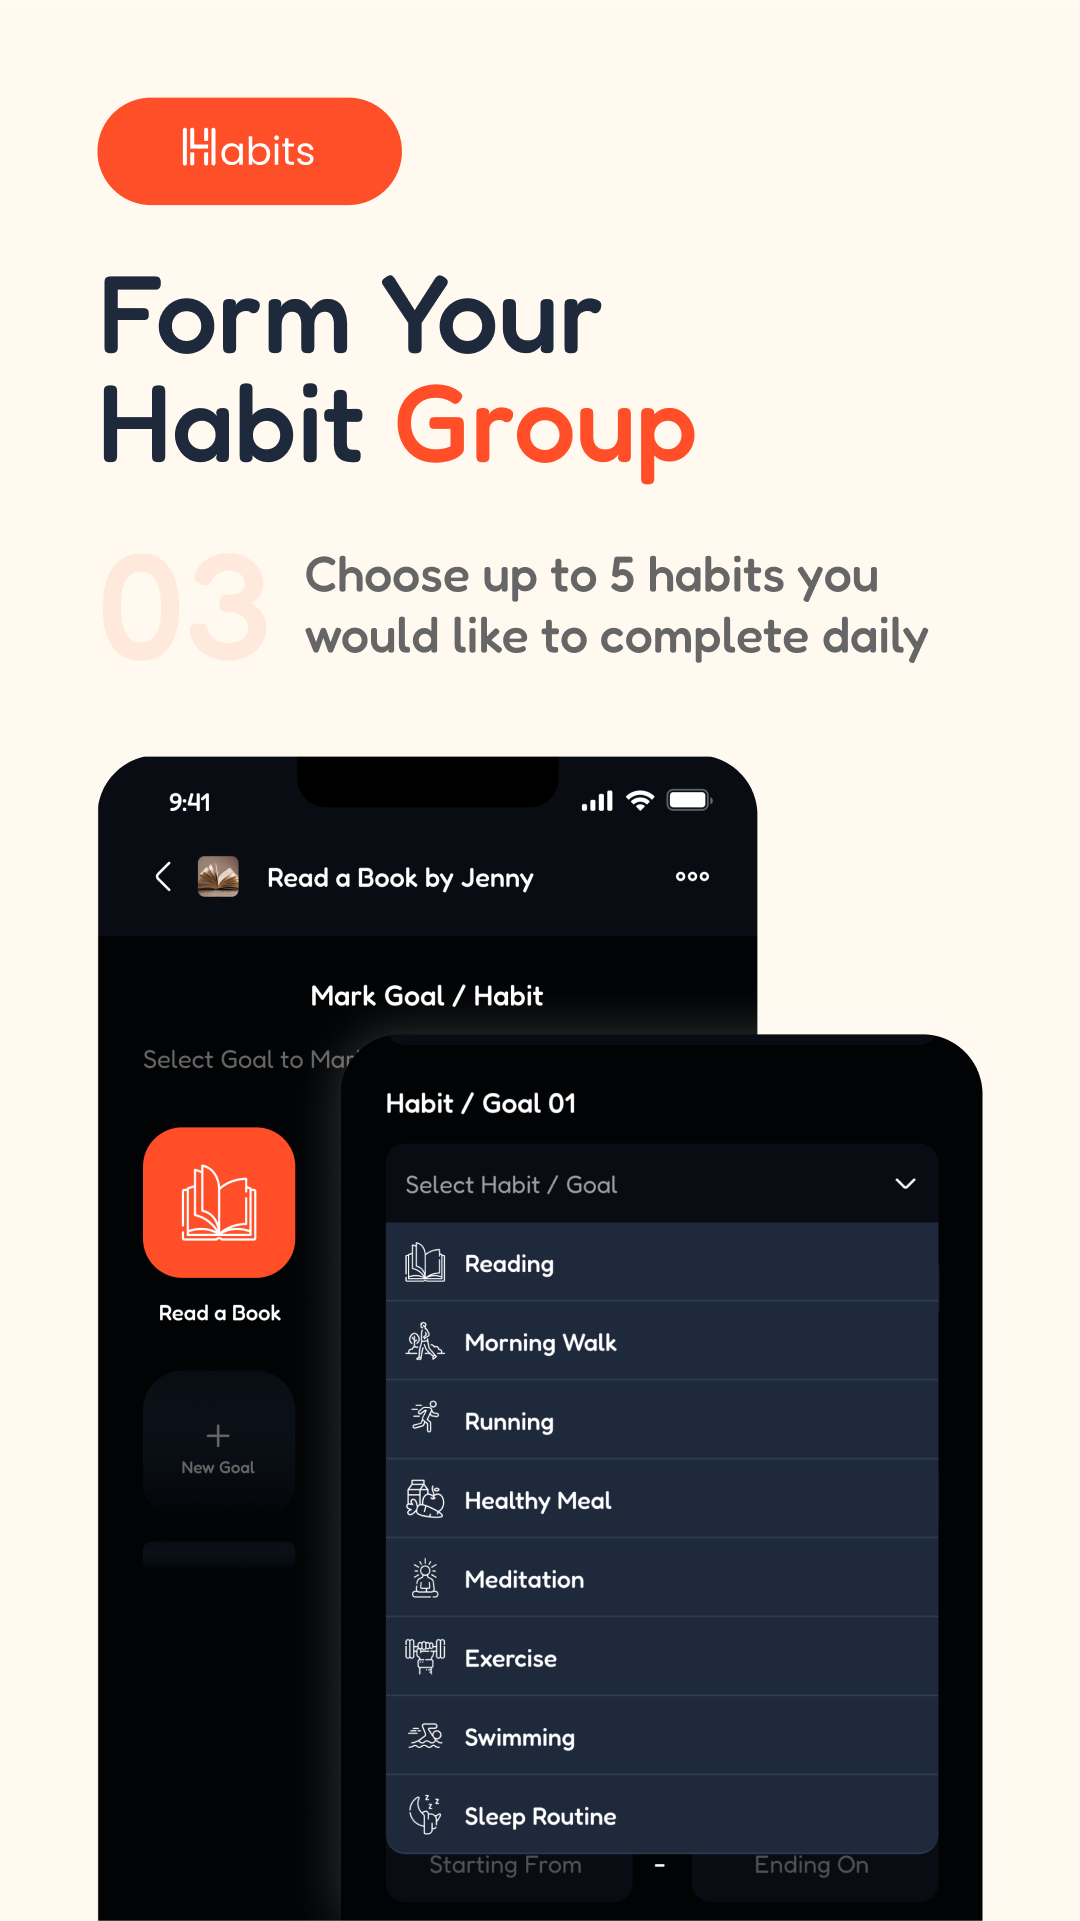 Habits
Form Your
Habit Group
03
Choose up to 5 habits you
would like to complete daily
9:41
Read a Book by Jenny
Mark Goal / Habit
Select Goal to Mar
Read a Book
New Goal
Habit / Goal 01
Select Habit / Goal
Reading
Morning Walk
Running
Healthy Meal
Meditation
Exercise
Swimming
Sleep Routine
Starting From - Ending On